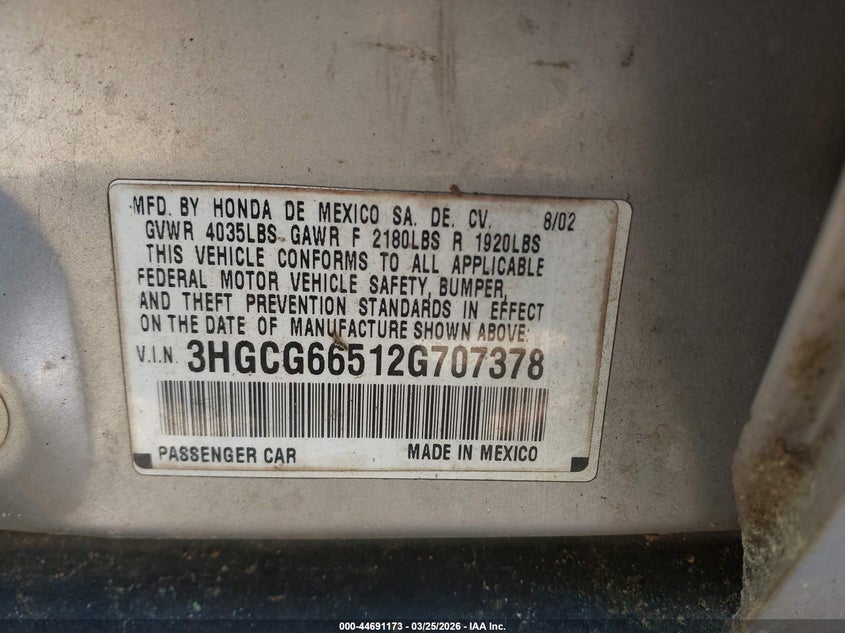 MFD. BY HONDA DE MEXICO SA. DE. CV. 8/02
GVWR 4035LBS GAWR F 2180LBS R 1920LBS
THIS VEHICLE CONFORMS TO ALL APPLICABLE
FEDERAL MOTOR VEHICLE SAFETY, BUMPER,
AND THEFT PREVENTION STANDARDS IN EFFECT
ON THE DATE OF MANUFACTURE SHOWN ABOVE:
V.I.N. 3HGCG66512G707378
PASSENGER CAR MADE IN MEXICO
000-44691173 - 03/25/2026 - IAA Inc.